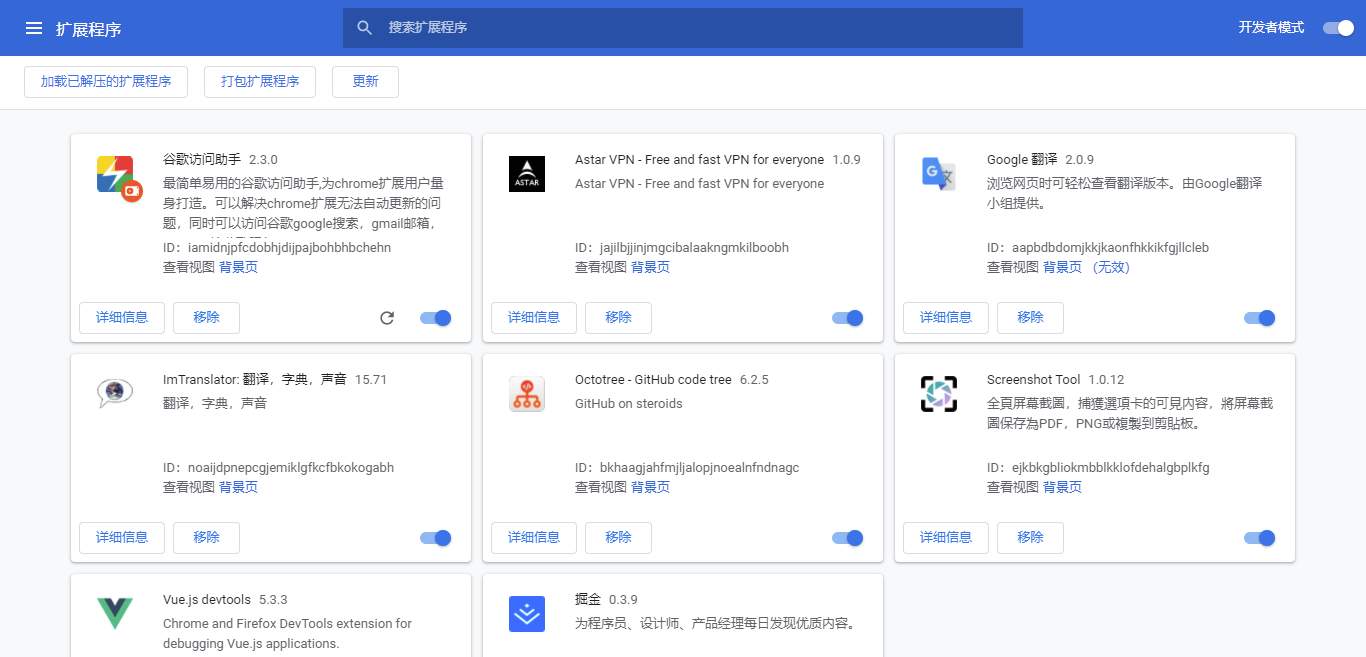 扩展程序
搜索扩展程序
开发者模式
加载已解压的扩展程序
打包扩展程序
更新
谷歌访问助手 2.3.0
最简单易用的谷歌访问助手,为chrome扩展用户量
身打造。可以解决chrome扩展无法自动更新的问
题，同时可以访问谷歌google搜索，gmail邮箱，
ID：iamidnjpfcdobhjdijpajbohbhbchehn
查看视图 背景页
详细信息
移除
ASTAR
Astar VPN - Free and fast VPN for everyone 1.0.9
Astar VPN - Free and fast VPN for everyone
ID：jajilbjjinjmgcibalaakngmkilboobh
查看视图 背景页
详细信息
移除
Google 翻译 2.0.9
浏览网页时可轻松查看翻译版本。由Google翻译
小组提供。
ID：aapbdbdomjkkjkaonfhkkikfgjllcleb
查看视图 背景页 （无效）
详细信息
移除
ImTranslator: 翻译，字典，声音 15.71
翻译，字典，声音
ID：noaijdpnepcgjemiklgfkcfbkokogabh
查看视图 背景页
详细信息
移除
Octotree - GitHub code tree 6.2.5
GitHub on steroids
ID：bkhaagjahfmjljalopjnoealnfndnagc
查看视图 背景页
详细信息
移除
Screenshot Tool 1.0.12
全頁屏幕截圖，捕獲選項卡的可見內容，將屏幕截
圖保存為PDF，PNG或複製到剪貼板。
ID：ejkbkgbliokmbblkklofdehalgbplkfg
查看视图 背景页
详细信息
移除
Vue.js devtools 5.3.3
Chrome and Firefox DevTools extension for
debugging Vue.js applications.
掘金 0.3.9
为程序员、设计师、产品经理每日发现优质内容。